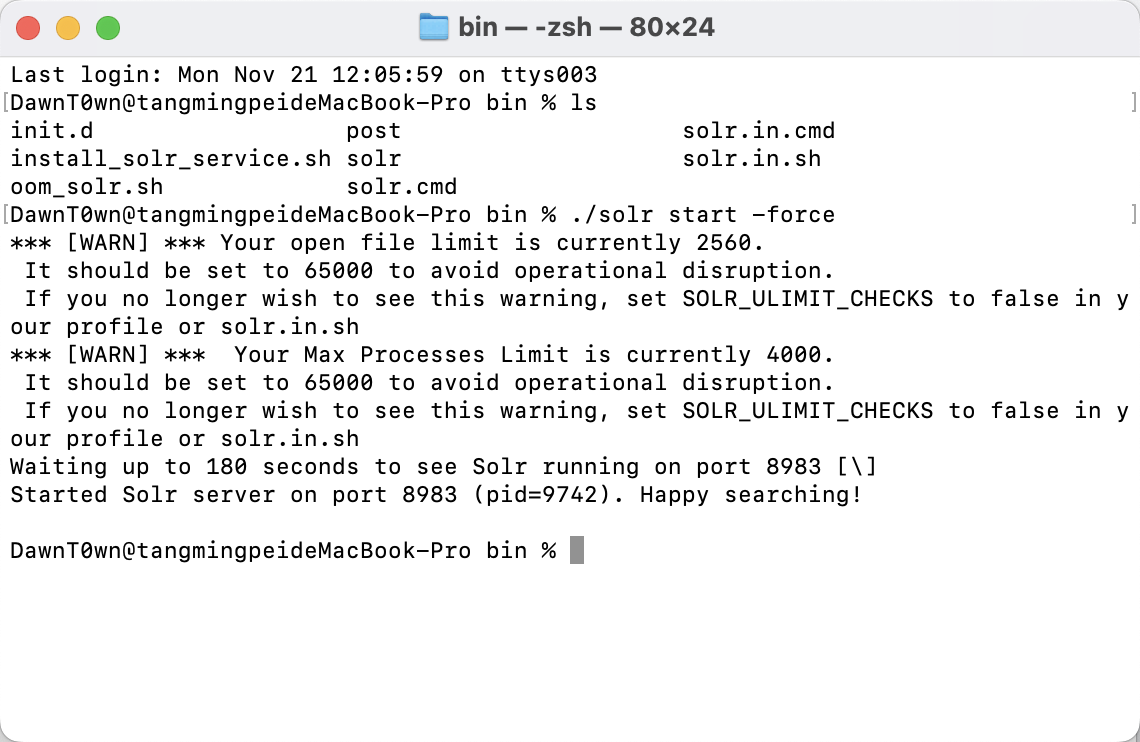 bin — -zsh — 80×24
Last login: Mon Nov 21 12:05:59 on ttys003
[DawnT0wn@tangmingpeideMacBook-Pro bin % ls ]
init.d post solr.in.cmd
install_solr_service.sh solr solr.in.sh
oom_solr.sh solr.cmd
[DawnT0wn@tangmingpeideMacBook-Pro bin % ./solr start -force ]
*** [WARN] *** Your open file limit is currently 2560.
 It should be set to 65000 to avoid operational disruption.
 If you no longer wish to see this warning, set SOLR_ULIMIT_CHECKS to false in y
our profile or solr.in.sh
*** [WARN] ***  Your Max Processes Limit is currently 4000.
 It should be set to 65000 to avoid operational disruption.
 If you no longer wish to see this warning, set SOLR_ULIMIT_CHECKS to false in y
our profile or solr.in.sh
Waiting up to 180 seconds to see Solr running on port 8983 [\]
Started Solr server on port 8983 (pid=9742). Happy searching!
DawnT0wn@tangmingpeideMacBook-Pro bin %